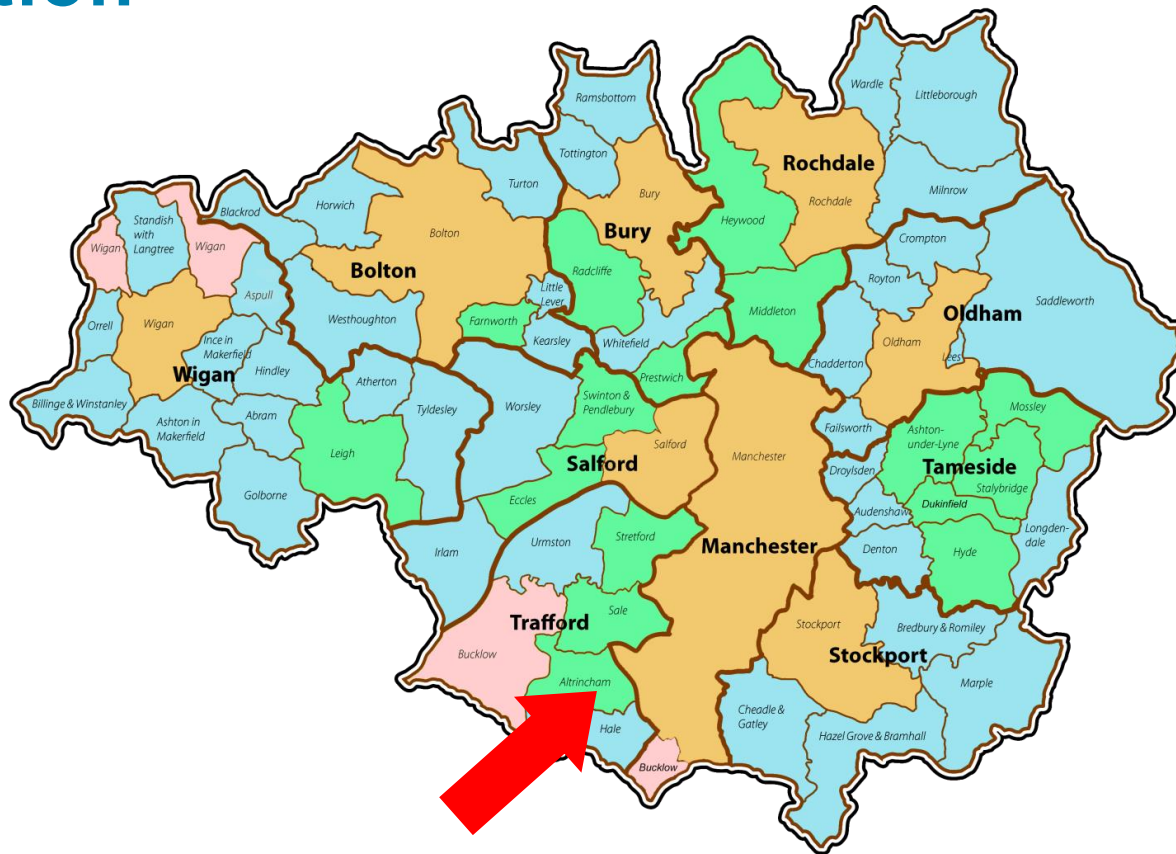 Ramsbottom
Wardle
Littleborough
Tottington
Turton
Bury
Rochdale
Rochdale
Milnrow
Blackrod
Horwich
Standish
with
Langtree
Wigan
Wigan
Bolton
Bury
Heywood
Crompton
Bolton
Radcliffe
Little
Lever
Aspull
Royton
Saddleworth
Westhoughton
Farnworth
Middleton
Oldham
Orrell
Wigan
Kearsley
Whitefield
Oldham
Lees
Ince in
Makerfield
Wigan
Hindley
Atherton
Chadderton
Prestwich
Billinge & Winstanley
Tyldesley
Worsley
Swinton &
Pendlebury
Mossley
Abram
Ashton in
Makerfield
Failsworth
Ashton-
under-Lyne
Salford
Manchester
Leigh
Salford
Droylsden
Tameside
Stalybridge
Golborne
Eccles
Dukinfield
Audenshaw
Longden-
dale
Irlam
Urmston
Stretford
Manchester
Denton
Hyde
Trafford
Sale
Stockport
Bredbury & Romiley
Bucklow
Stockport
Altrincham
Marple
Hale
Cheadle &
Gatley
Hazel Grove & Bramhall
Bucklow